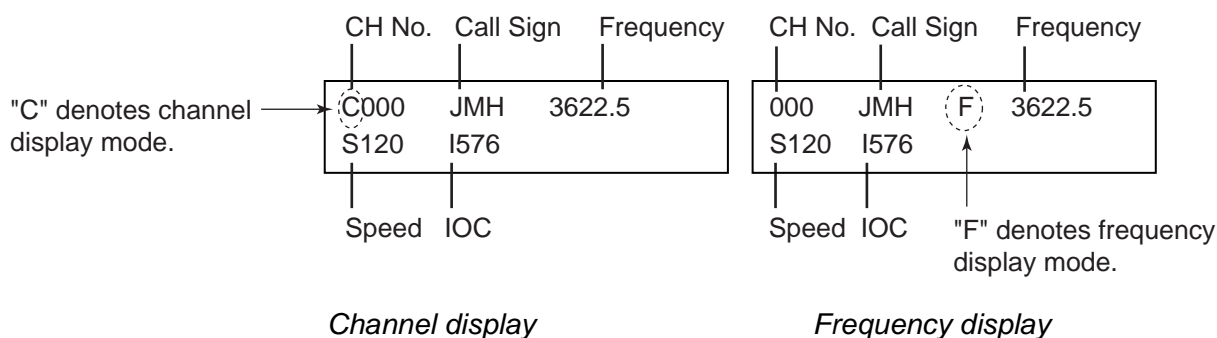 CH No. Call Sign Frequency CH No. Call Sign Frequency
"C" denotes channel
display mode.
C000 JMH 3622.5
S120 I576
000 JMH F 3622.5
S120 I576
Speed IOC Speed IOC
"F" denotes frequency
display mode.
Channel display Frequency display